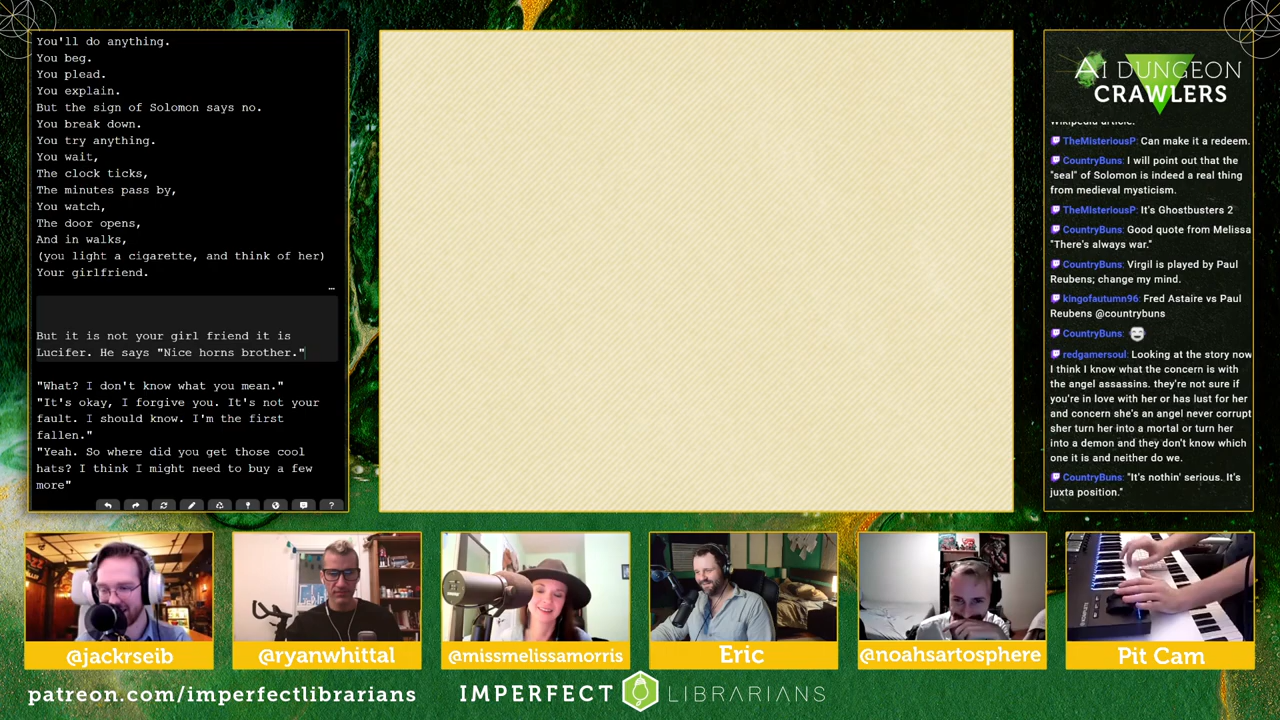 You'll do anything.
You beg.
You plead.
You explain.
But the sign of Solomon says no.
You break down.
You try anything.
You wait,
The clock ticks,
The minutes pass by,
You watch,
The door opens,
And in walks,
(you light a cigarette, and think of her)
Your girlfriend.
…
But it is not your girl friend it is
Lucifer. He says "Nice horns brother."
"What? I don't know what you mean."
"It's okay, I forgive you. It's not your
fault. I should know. I'm the first
fallen."
"Yeah. So where did you get those cool
hats? I think I might need to buy a few
more"
?
AI DUNGEON
CRAWLERS
Wikipedia article.
TheMisteriousP: Can make it a redeem.
CountryBuns: I will point out that the
"seal" of Solomon is indeed a real thing
from medieval mysticism.
TheMisteriousP: It's Ghostbusters 2
CountryBuns: Good quote from Melissa
"There's always war."
CountryBuns: Virgil is played by Paul
Reubens; change my mind.
kingofautumn96: Fred Astaire vs Paul
Reubens @countrybuns
CountryBuns:
redgamersoul: Looking at the story now
I think I know what the concern is with
the angel assassins. they're not sure if
you're in love with her or has lust for her
and concern she's an angel never corrupt
sher turn her into a mortal or turn her
into a demon and they don't know which
one it is and neither do we.
CountryBuns: "It's nothin' serious. It's
juxta position."
@jackrseib
@ryanwhittal
@missmelissamorris
Eric
@noahsartosphere
Pit Cam
patreon.com/imperfectlibrarians
IMPERFECT LIBRARIANS